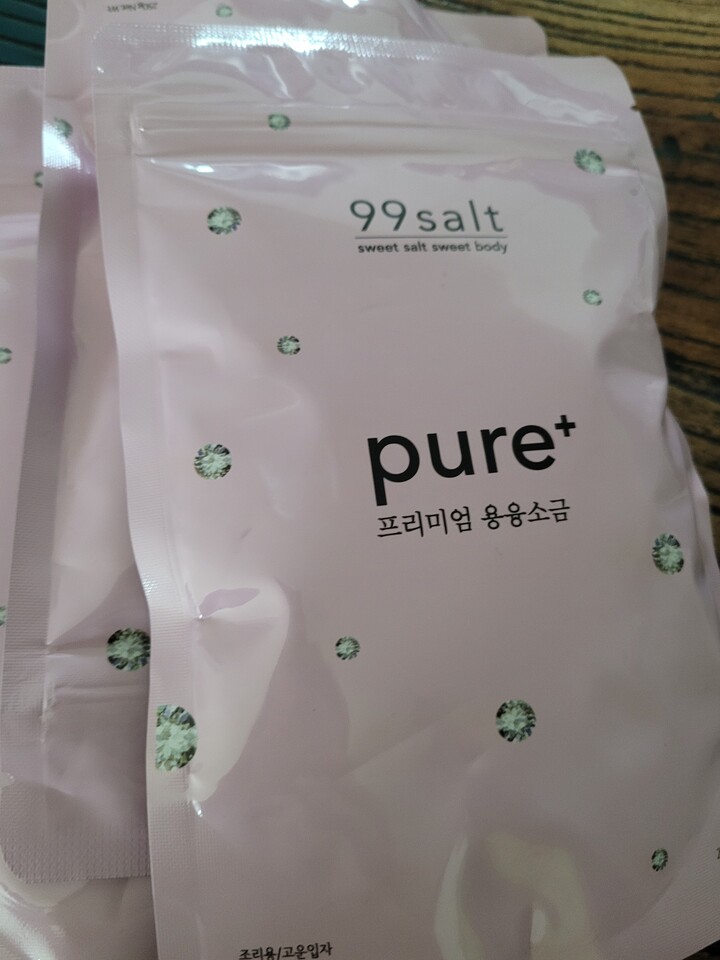 99salt
sweet salt sweet body
pure+
프리미엄 용융소금
조리용/고운입자